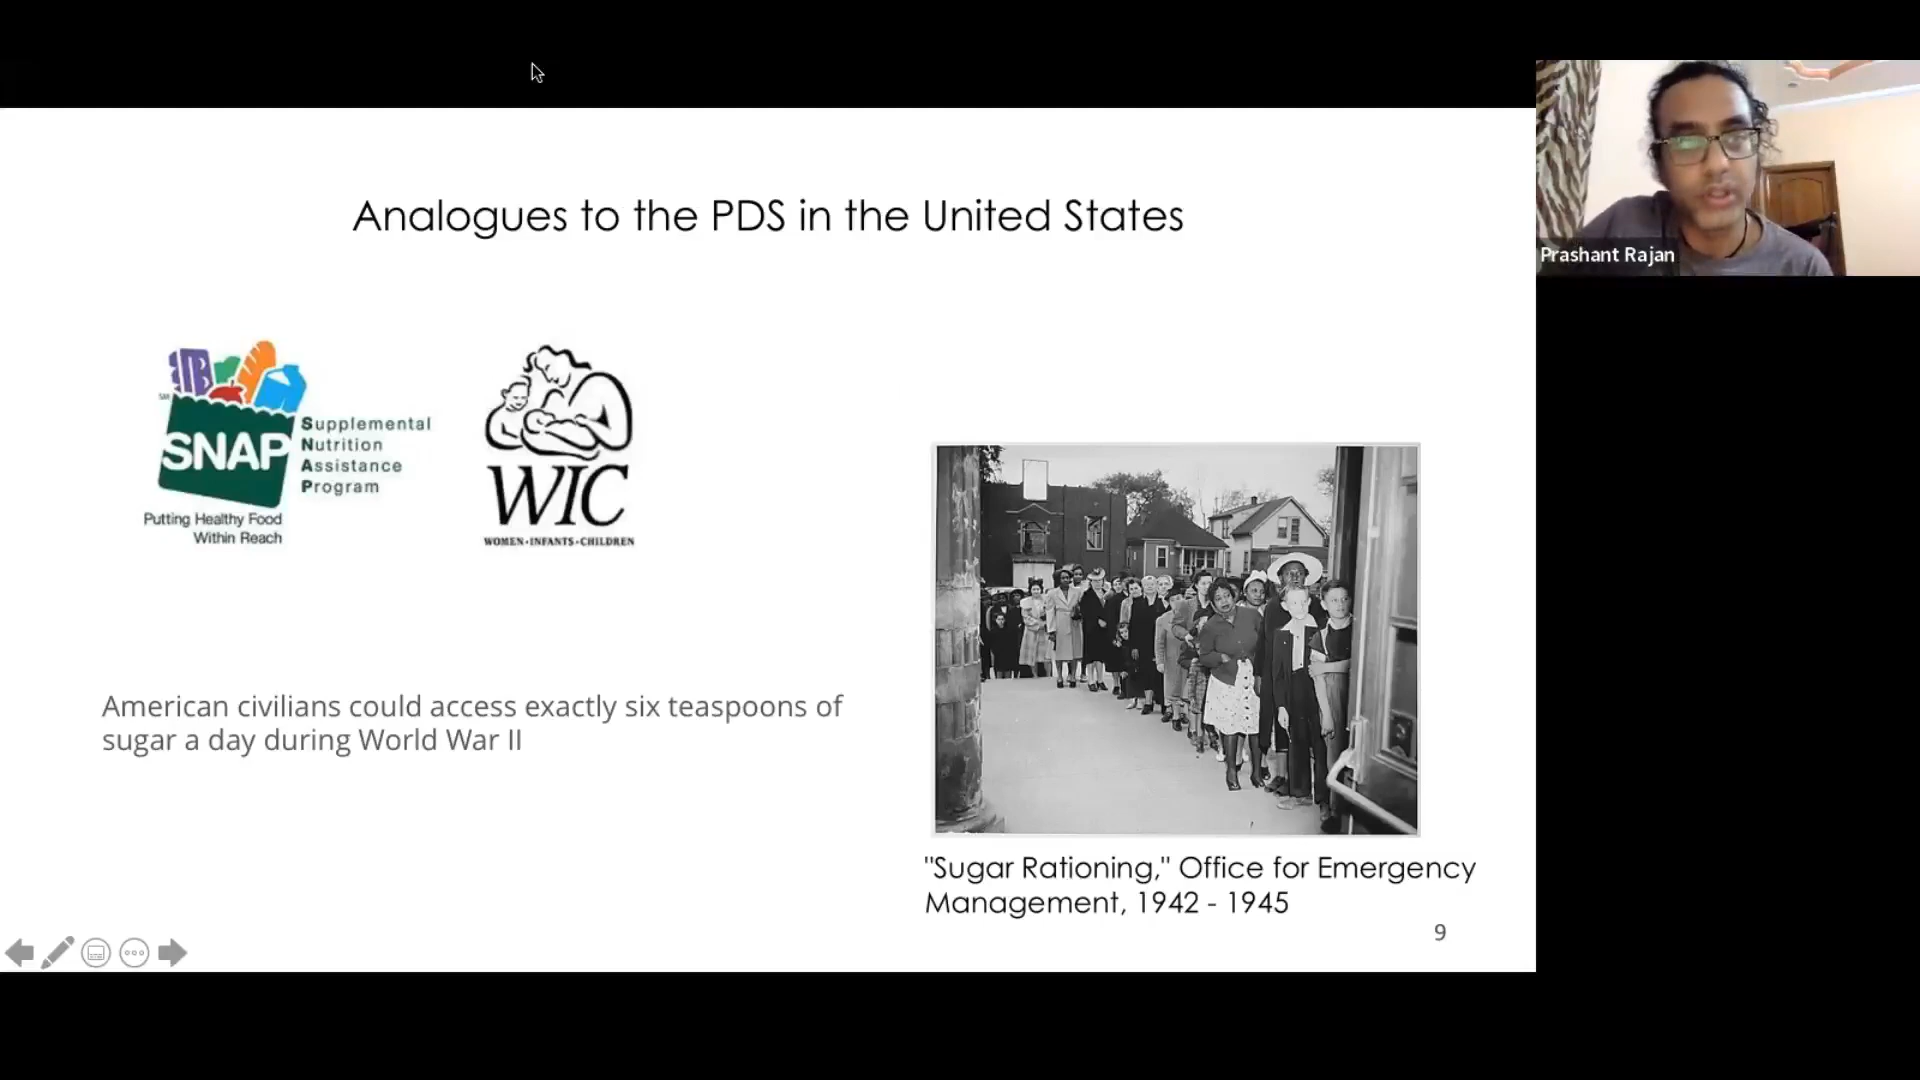 Analogues to the PDS in the United States
Prashant Rajan
SM
SNAP
Supplemental
Nutrition
Assistance
Program
Putting Healthy Food
Within Reach
WIC
WOMEN•INFANTS•CHILDREN
American civilians could access exactly six teaspoons of
sugar a day during World War II
"Sugar Rationing," Office for Emergency
Management, 1942 - 1945
9